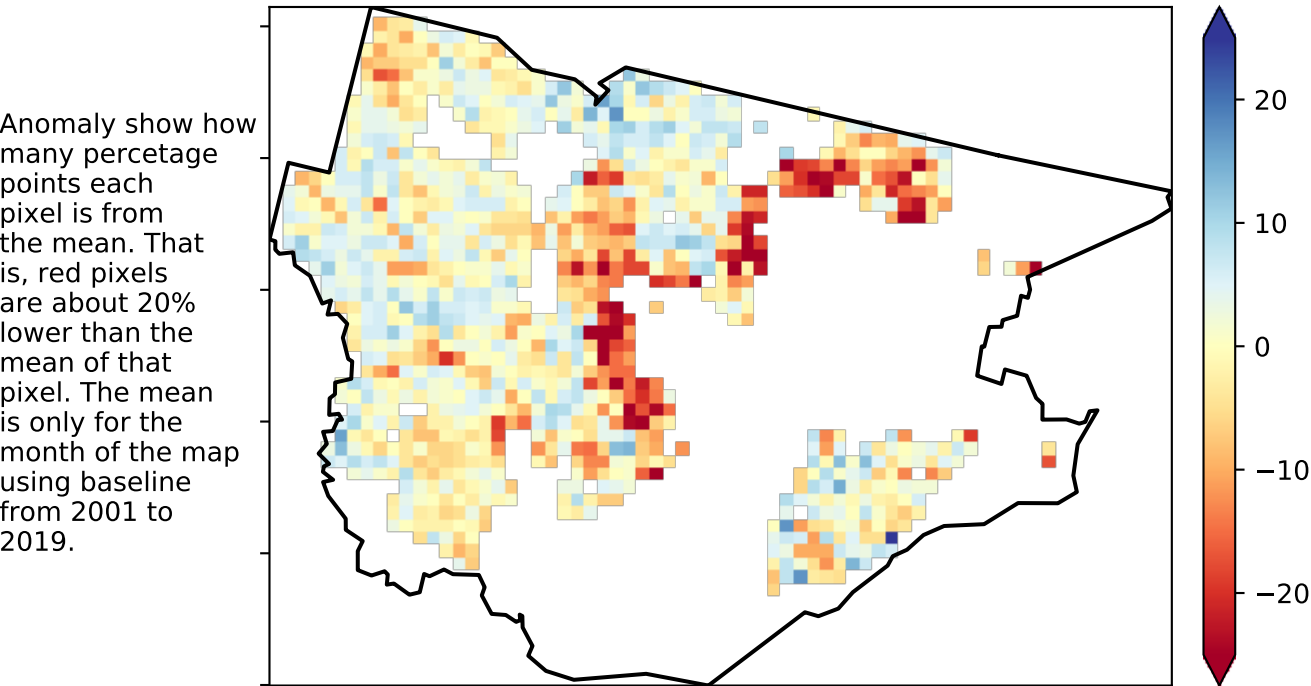 Anomaly show how
many percetage
points each
pixel is from
the mean. That
is, red pixels
are about 20%
lower than the
mean of that
pixel. The mean
is only for the
month of the map
using baseline
from 2001 to
2019.
20
10
0
−10
−20